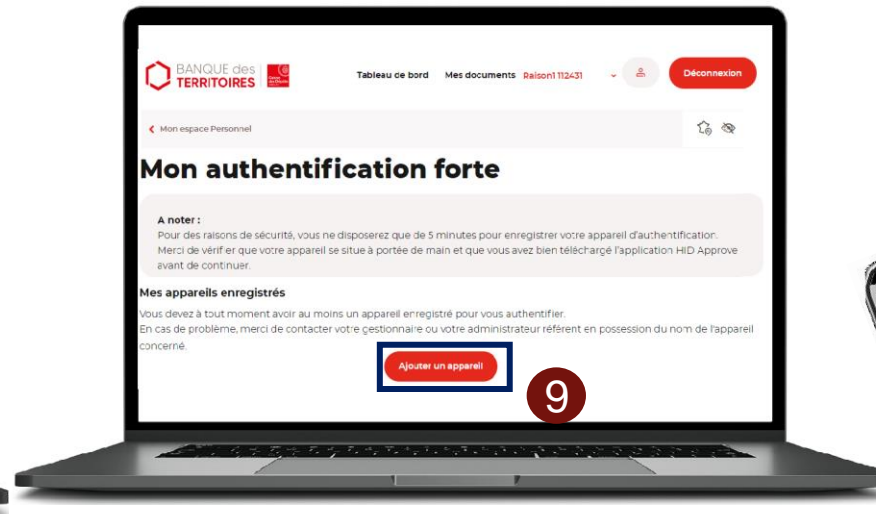 BANQUE des
TERRITOIRES
Tableau de bord Mes documents Raison1 112431
Déconnexion
Mon espace Personnel
Mon authentification forte
A noter :
Pour des raisons de sécurité, vous ne disposerez que de 5 minutes pour enregistrer votre appareil d'authentification.
Merci de vérifier que votre appareil se situe à portée de main et que vous avez bien téléchargé l'application HID Approve
avant de continuer.
Mes appareils enregistrés
Vous devez à tout moment avoir au moins un appareil enregistré pour vous authentifier.
En cas de problème, merci de contacter votre gestionnaire ou votre administrateur référent en possession du nom de l'appareil
concerné.
Ajouter un appareil
9